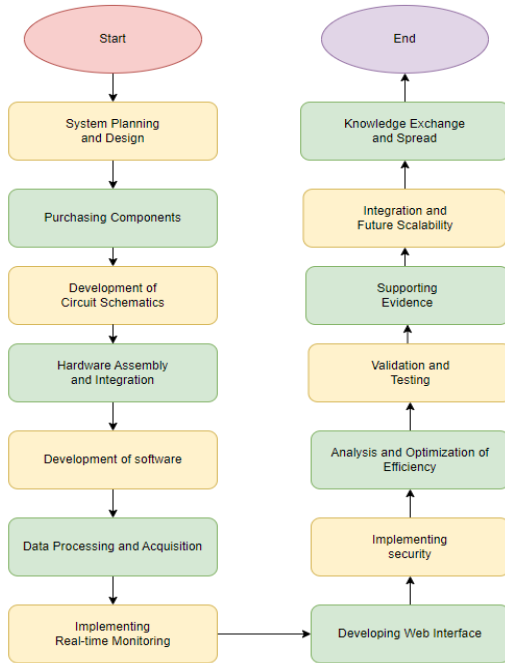 Start
System Planning
and Design
Purchasing Components
Development of
Circuit Schematics
Hardware Assembly
and Integration
Development of software
Data Processing and Acquisition
Implementing
Real-time Monitoring
Developing Web Interface
Implementing
security
Analysis and Optimization of
Efficiency
Validation and
Testing
Supporting
Evidence
Integration and
Future Scalability
Knowledge Exchange
and Spread
End